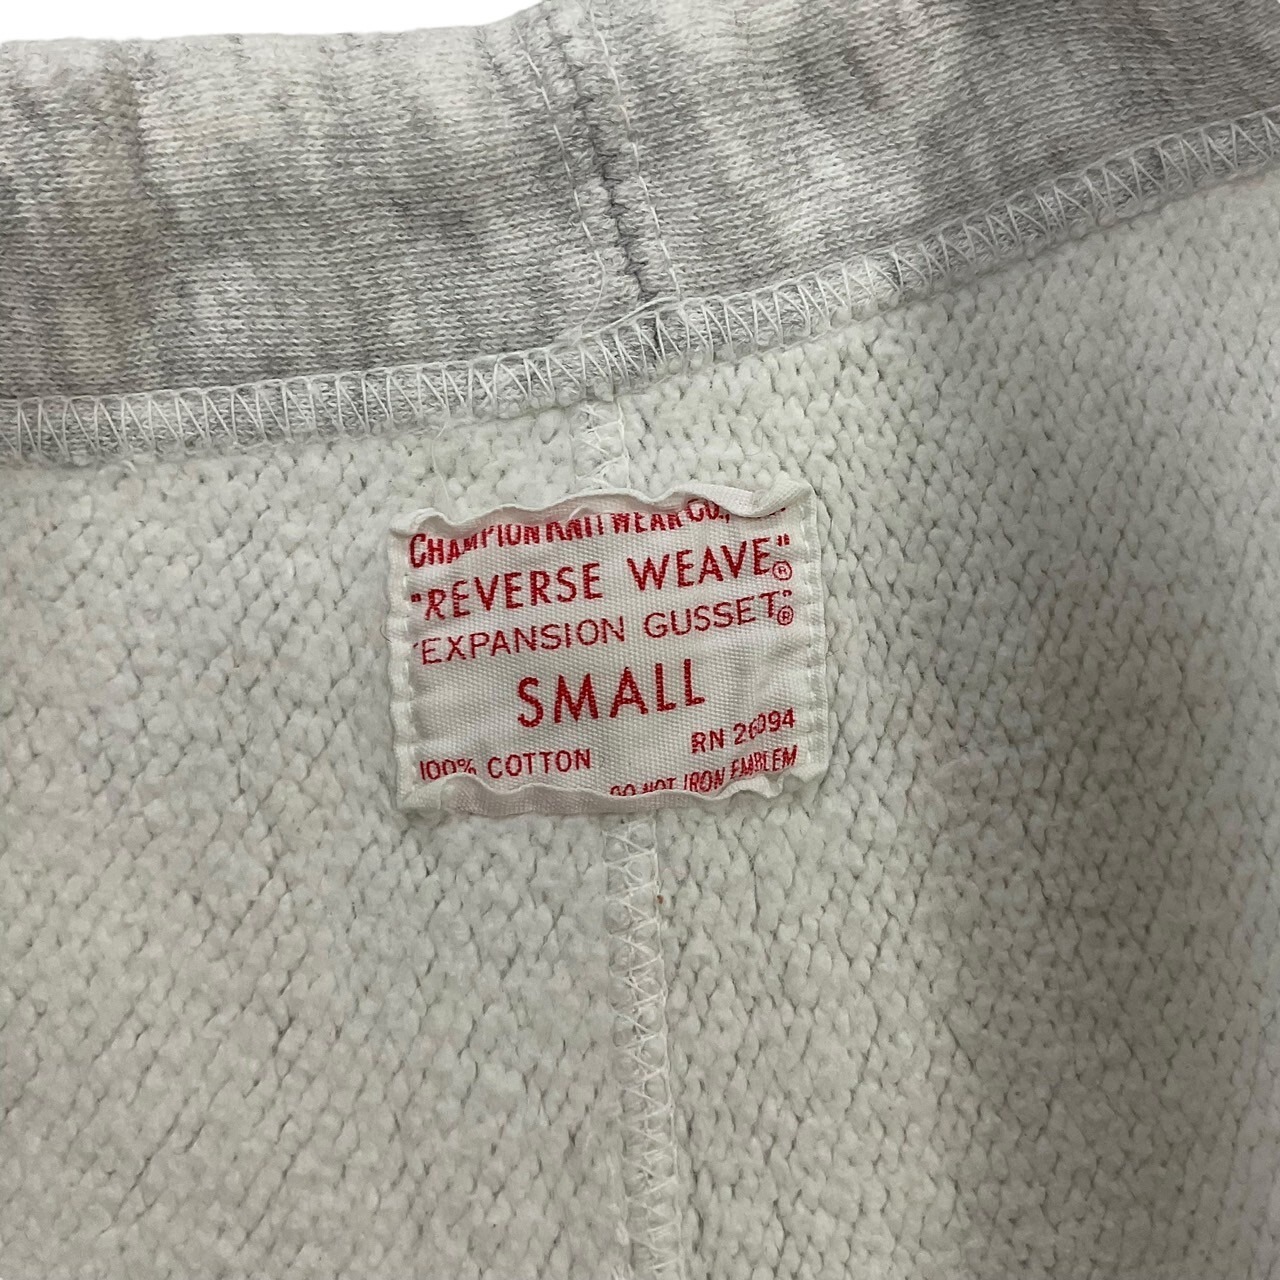 CHAMPION KNITWEAR CO.,
"REVERSE WEAVE"®
"EXPANSION GUSSET"®
SMALL
100% COTTON RN 26094
DO NOT IRON EMBLEM